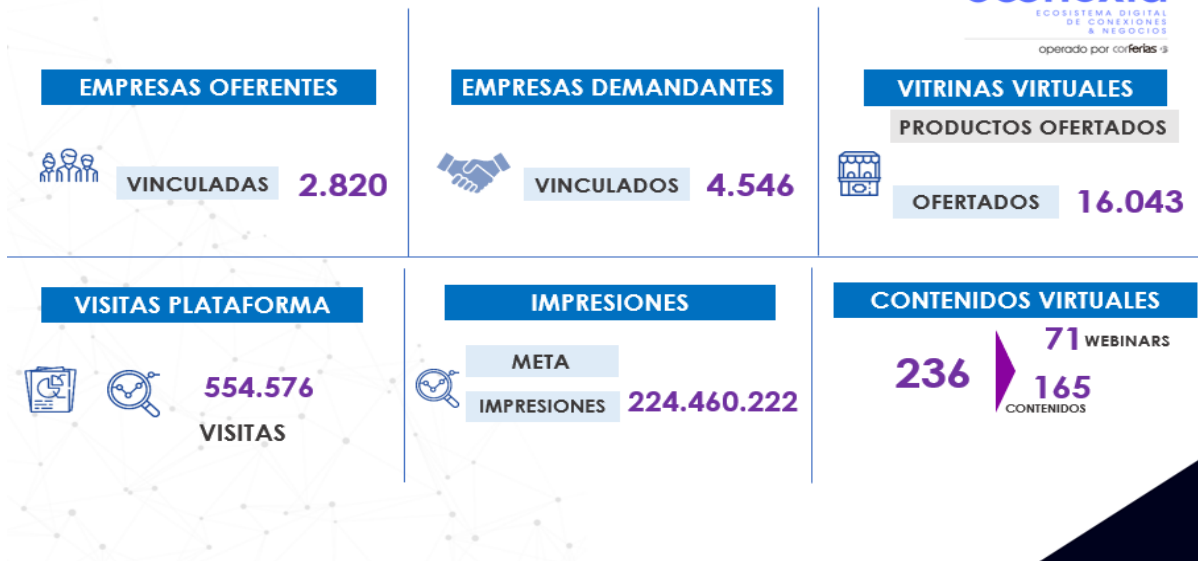 ECOSISTEMA DIGITAL
DE CONEXIONES
& NEGOCIOS
operado por corferias
EMPRESAS OFERENTES
VINCULADAS 2.820
EMPRESAS DEMANDANTES
VINCULADOS 4.546
VITRINAS VIRTUALES
PRODUCTOS OFERTADOS
OFERTADOS 16.043
VISITAS PLATAFORMA
554.576
VISITAS
IMPRESIONES
META
IMPRESIONES 224.460.222
CONTENIDOS VIRTUALES
236
71 WEBINARS
165
CONTENIDOS